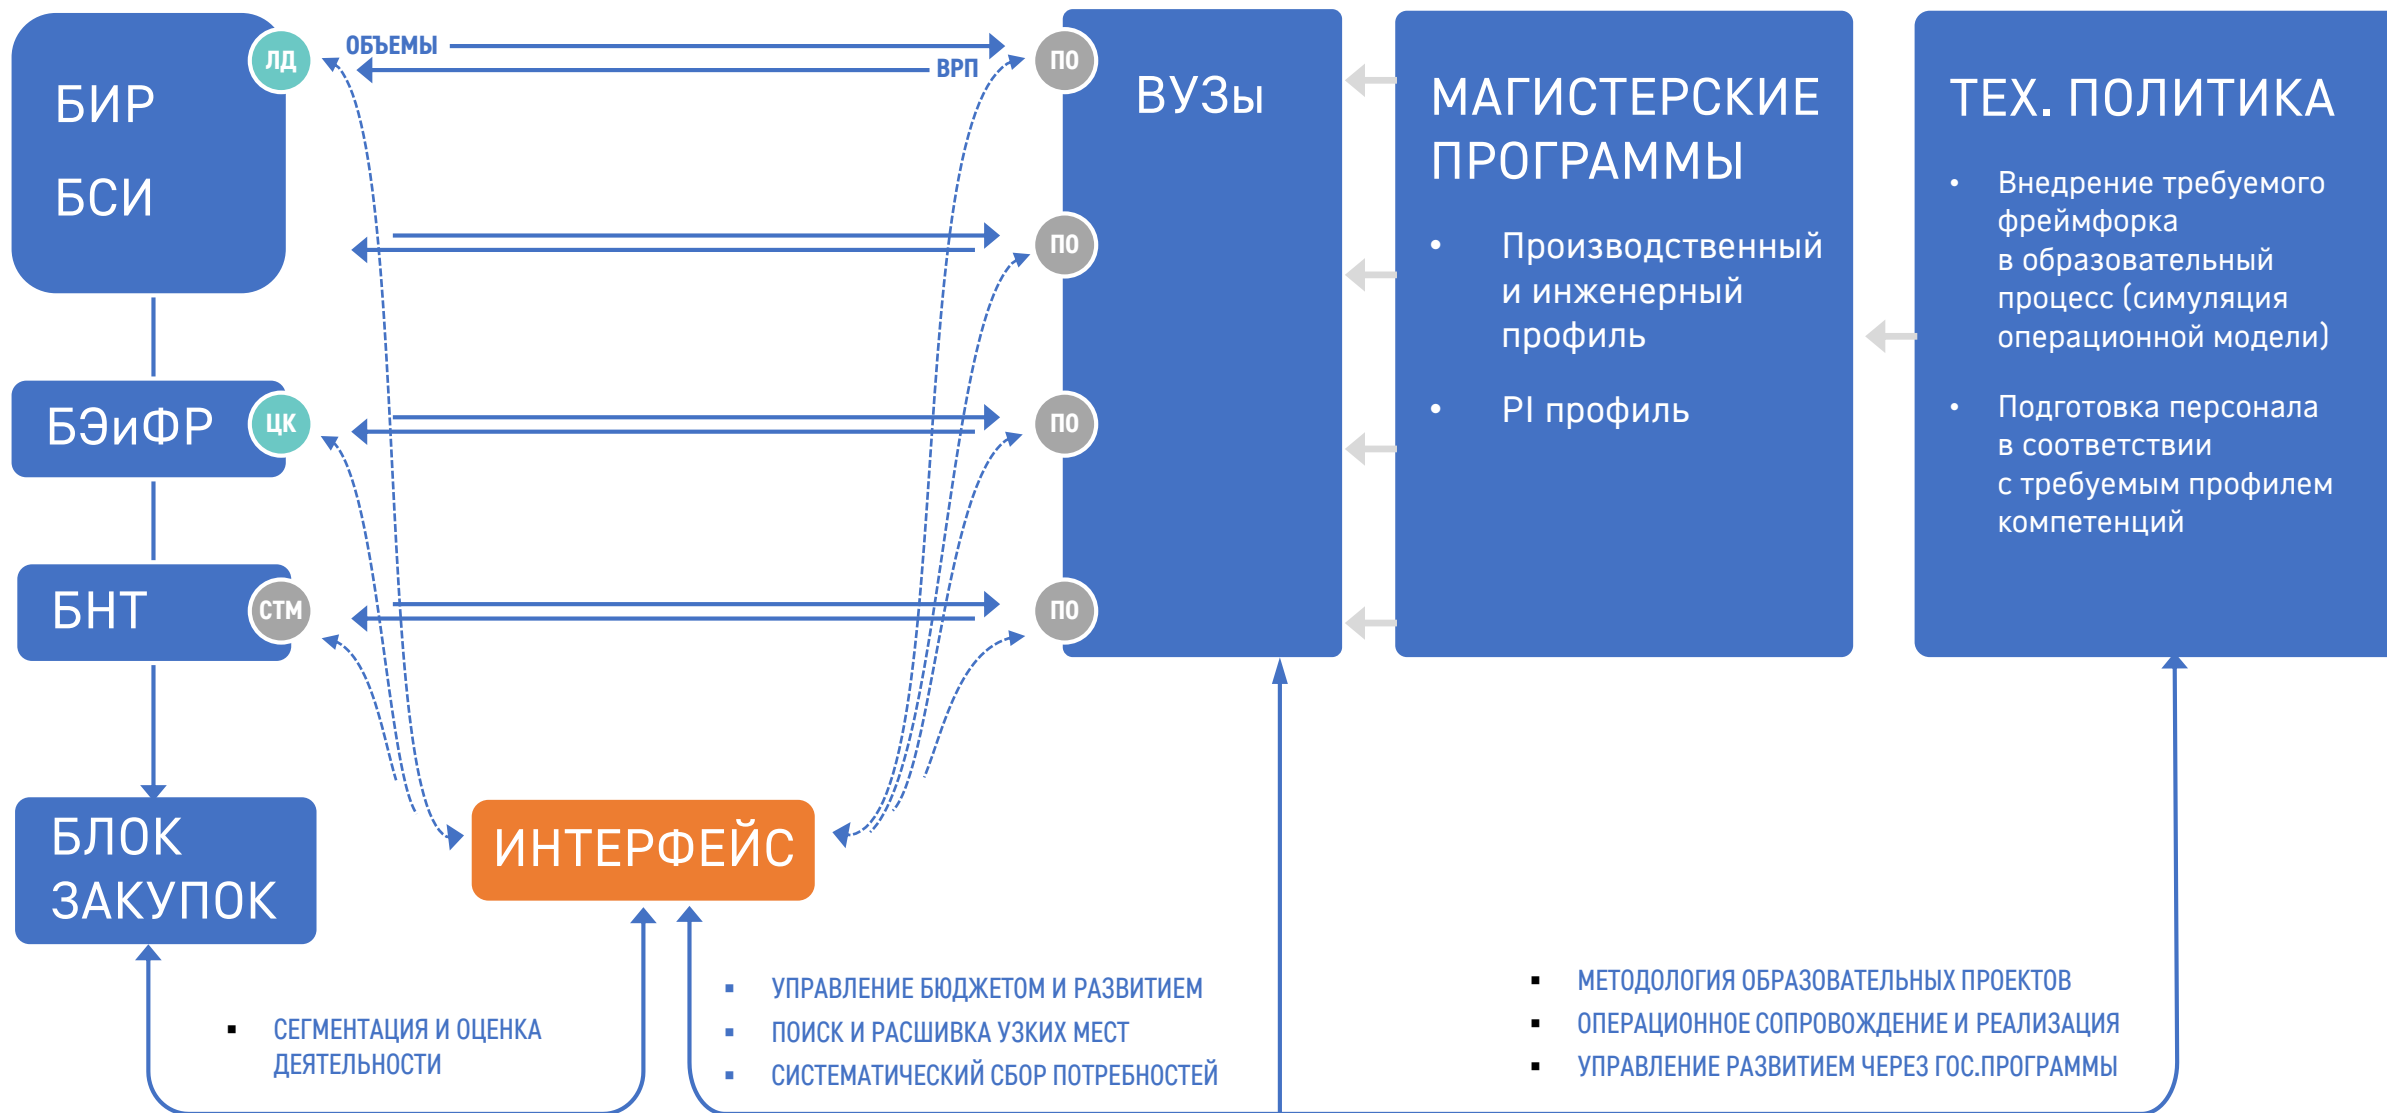 БИР
БСИ
ЛД
ОБЪЕМЫ
ВРП
ПО
ПО
БЭиФР
ЦК
ПО
БНТ
СТМ
ПО
БЛОК
ЗАКУПОК
ИНТЕРФЕЙС
ВУЗы
МАГИСТЕРСКИЕ
ПРОГРАММЫ
• Производственный
и инженерный
профиль
• PI профиль
ТЕХ. ПОЛИТИКА
• Внедрение требуемого
фреймфорка
в образовательный
процесс (симуляция
операционной модели)
• Подготовка персонала
в соответствии
с требуемым профилем
компетенций
▪ СЕГМЕНТАЦИЯ И ОЦЕНКА
ДЕЯТЕЛЬНОСТИ
▪ УПРАВЛЕНИЕ БЮДЖЕТОМ И РАЗВИТИЕМ
▪ ПОИСК И РАСШИВКА УЗКИХ МЕСТ
▪ СИСТЕМАТИЧЕСКИЙ СБОР ПОТРЕБНОСТЕЙ
▪ МЕТОДОЛОГИЯ ОБРАЗОВАТЕЛЬНЫХ ПРОЕКТОВ
▪ ОПЕРАЦИОННОЕ СОПРОВОЖДЕНИЕ И РЕАЛИЗАЦИЯ
▪ УПРАВЛЕНИЕ РАЗВИТИЕМ ЧЕРЕЗ ГОС.ПРОГРАММЫ